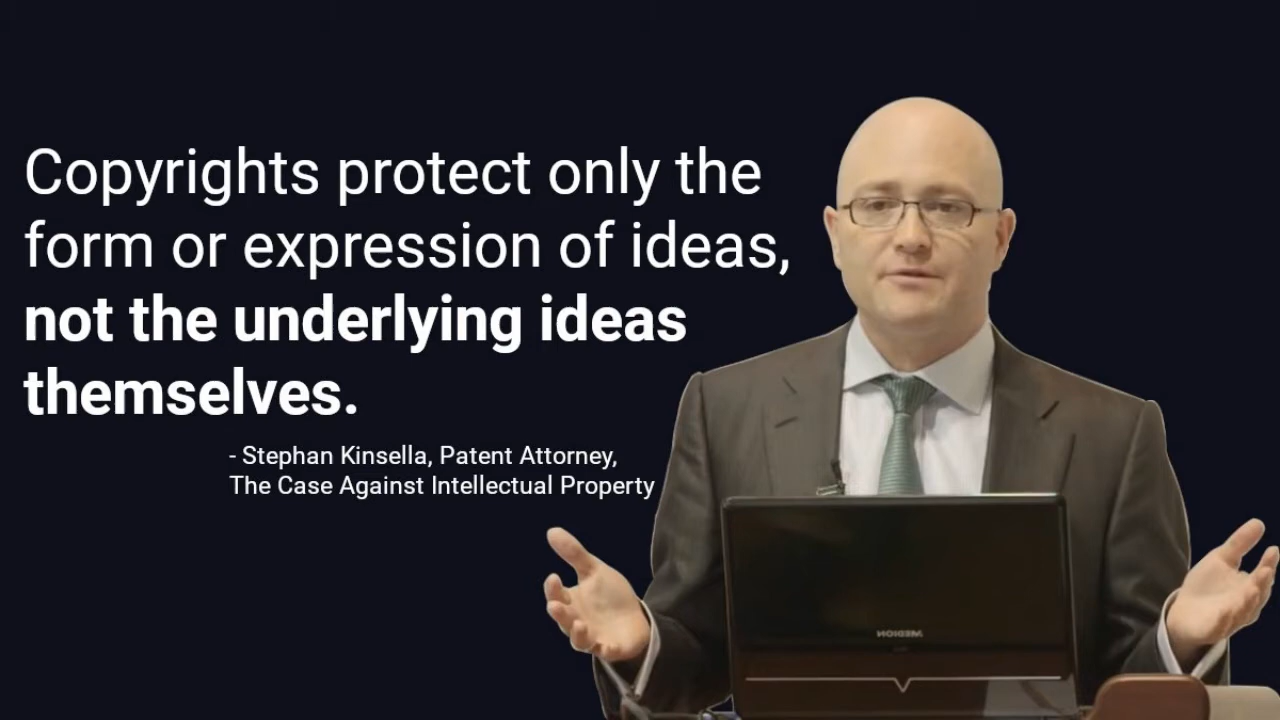 Copyrights protect only the
form or expression of ideas,
not the underlying ideas
themselves.
- Stephan Kinsella, Patent Attorney,
The Case Against Intellectual Property
MEDION